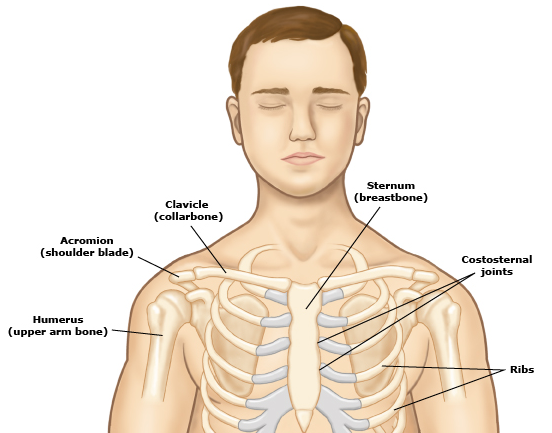 Sternum
(breastbone)
Clavicle
(collarbone)
Acromion
(shoulder blade)
Costosternal
joints
Humerus
(upper arm bone)
Ribs